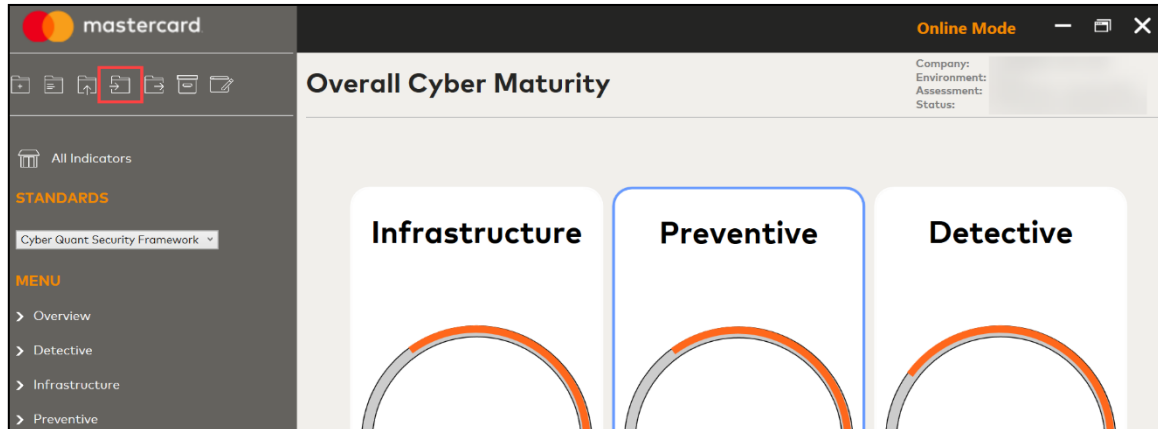 mastercard
Online Mode
Overall Cyber Maturity
Company:
Environment:
Assessment:
Status:
All Indicators
STANDARDS
Cyber Quant Security Framework
MENU
Overview
Detective
Infrastructure
Preventive
Infrastructure
Preventive
Detective